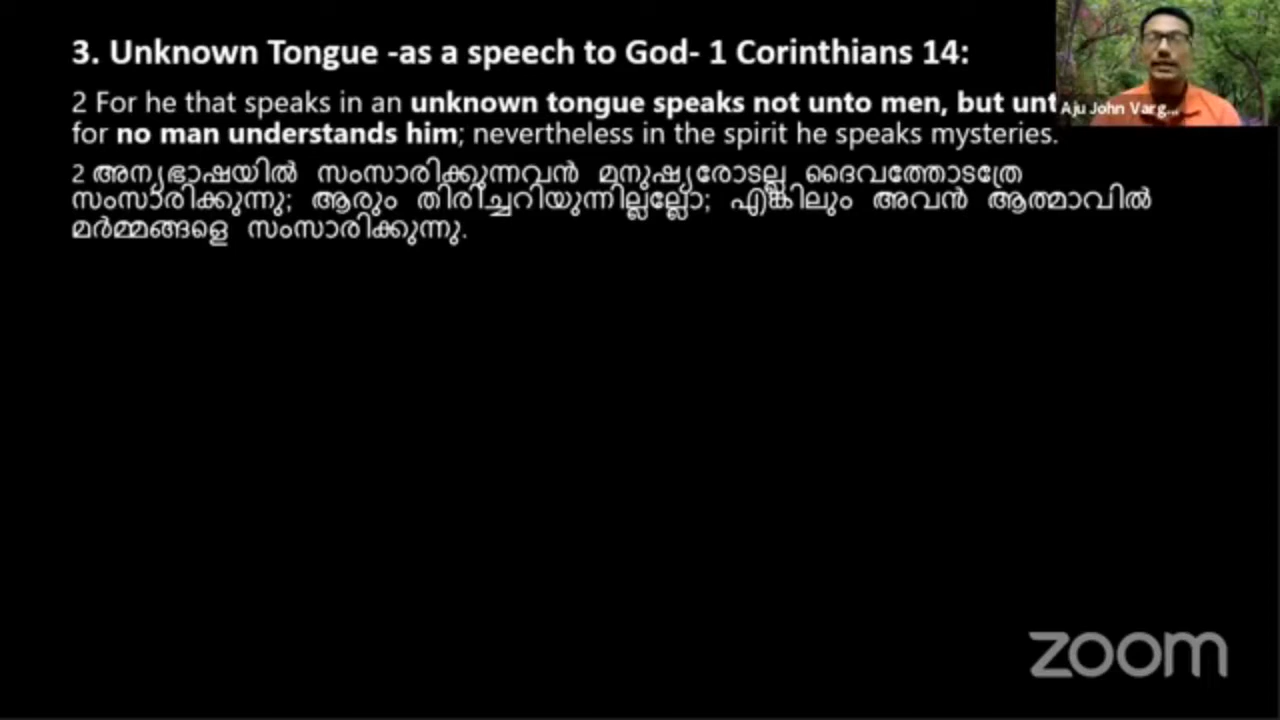 3. Unknown Tongue -as a speech to God- 1 Corinthians 14:
2 For he that speaks in an unknown tongue speaks not unto men, but unt
for no man understands him; nevertheless in the spirit he speaks mysteries.
2 അന്യഭാഷയിൽ സംസാരിക്കുന്നവൻ മനുഷ്യരോടല്ല ദൈവത്തോടത്രേ
സംസാരിക്കുന്നു; ആരും തിരിച്ചറിയുന്നില്ലല്ലോ; എങ്കിലും അവൻ ആത്മാവിൽ
മർമ്മങ്ങളെ സംസാരിക്കുന്നു.
Aju John Varg...
zoom